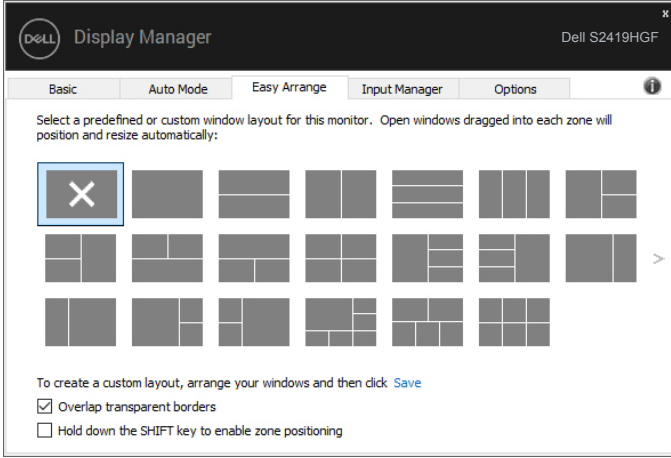 x
DELL Display Manager Dell S2419HGF
Basic Auto Mode Easy Arrange Input Manager Options i
Select a predefined or custom window layout for this monitor. Open windows dragged into each zone will
position and resize automatically:
>
To create a custom layout, arrange your windows and then click Save
Overlap transparent borders
Hold down the SHIFT key to enable zone positioning